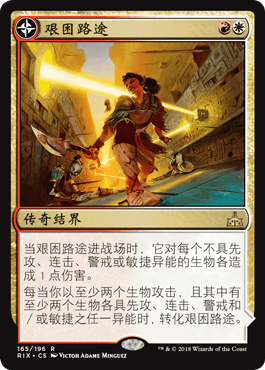 艰困路途
传奇结界
当艰困路途进战场时，它对每个不具先
攻、连击、警戒或敏捷异能的生物各造
成1点伤害。
每当你以至少两个生物攻击，且其中有
至少两个生物各具先攻、连击、警戒和
/或敏捷之任一异能时，转化艰困路途。
165/196 R
RIX • CS VICTOR ADAME MINGUEZ
™ & © 2018 Wizards of the Coast